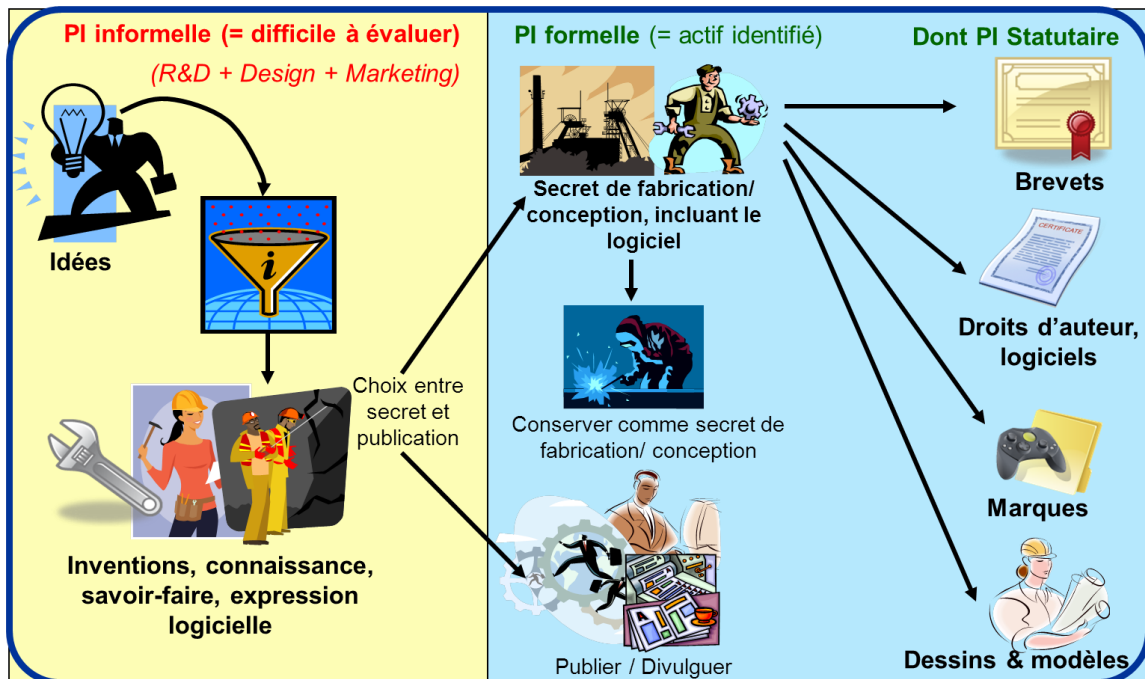 PI informelle (= difficile à évaluer)
(R&D + Design + Marketing)
Idées
i
Choix entre
secret et
publication
Inventions, connaissance,
savoir-faire, expression
logicielle
PI formelle (= actif identifié)
Secret de fabrication/
conception, incluant le
logiciel
Conserver comme secret de
fabrication/ conception
A
Publier / Divulguer
Dont PI Statutaire
Brevets
CERTIFICATE
Droits d’auteur,
logiciels
Marques
Dessins & modèles